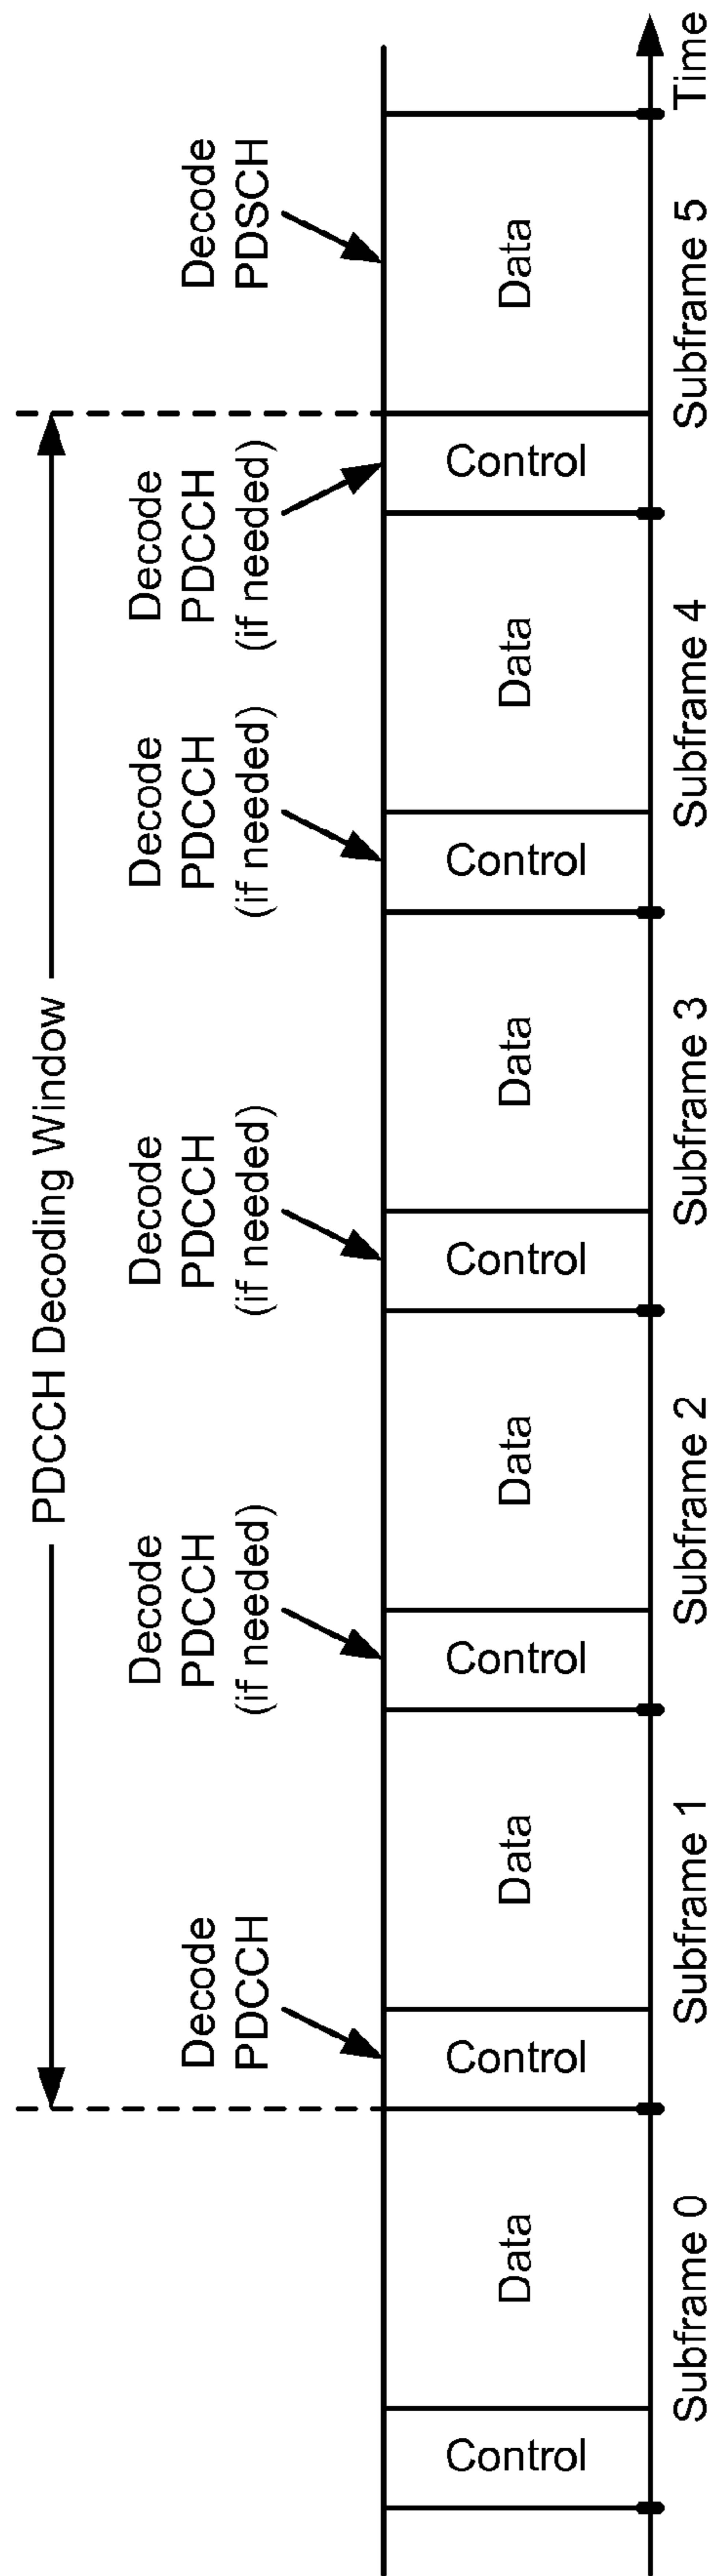 PDCCH Decoding Window
Decode
PDCCH
Decode
PDCCH
(if needed)
Decode
PDCCH
(if needed)
Decode
PDCCH
(if needed)
Decode
PDCCH
(if needed)
Decode
PDSCH
Control
Data
Control
Data
Control
Data
Control
Data
Control
Data
Control
Data
Subframe 0
Subframe 1
Subframe 2
Subframe 3
Subframe 4
Subframe 5
Time